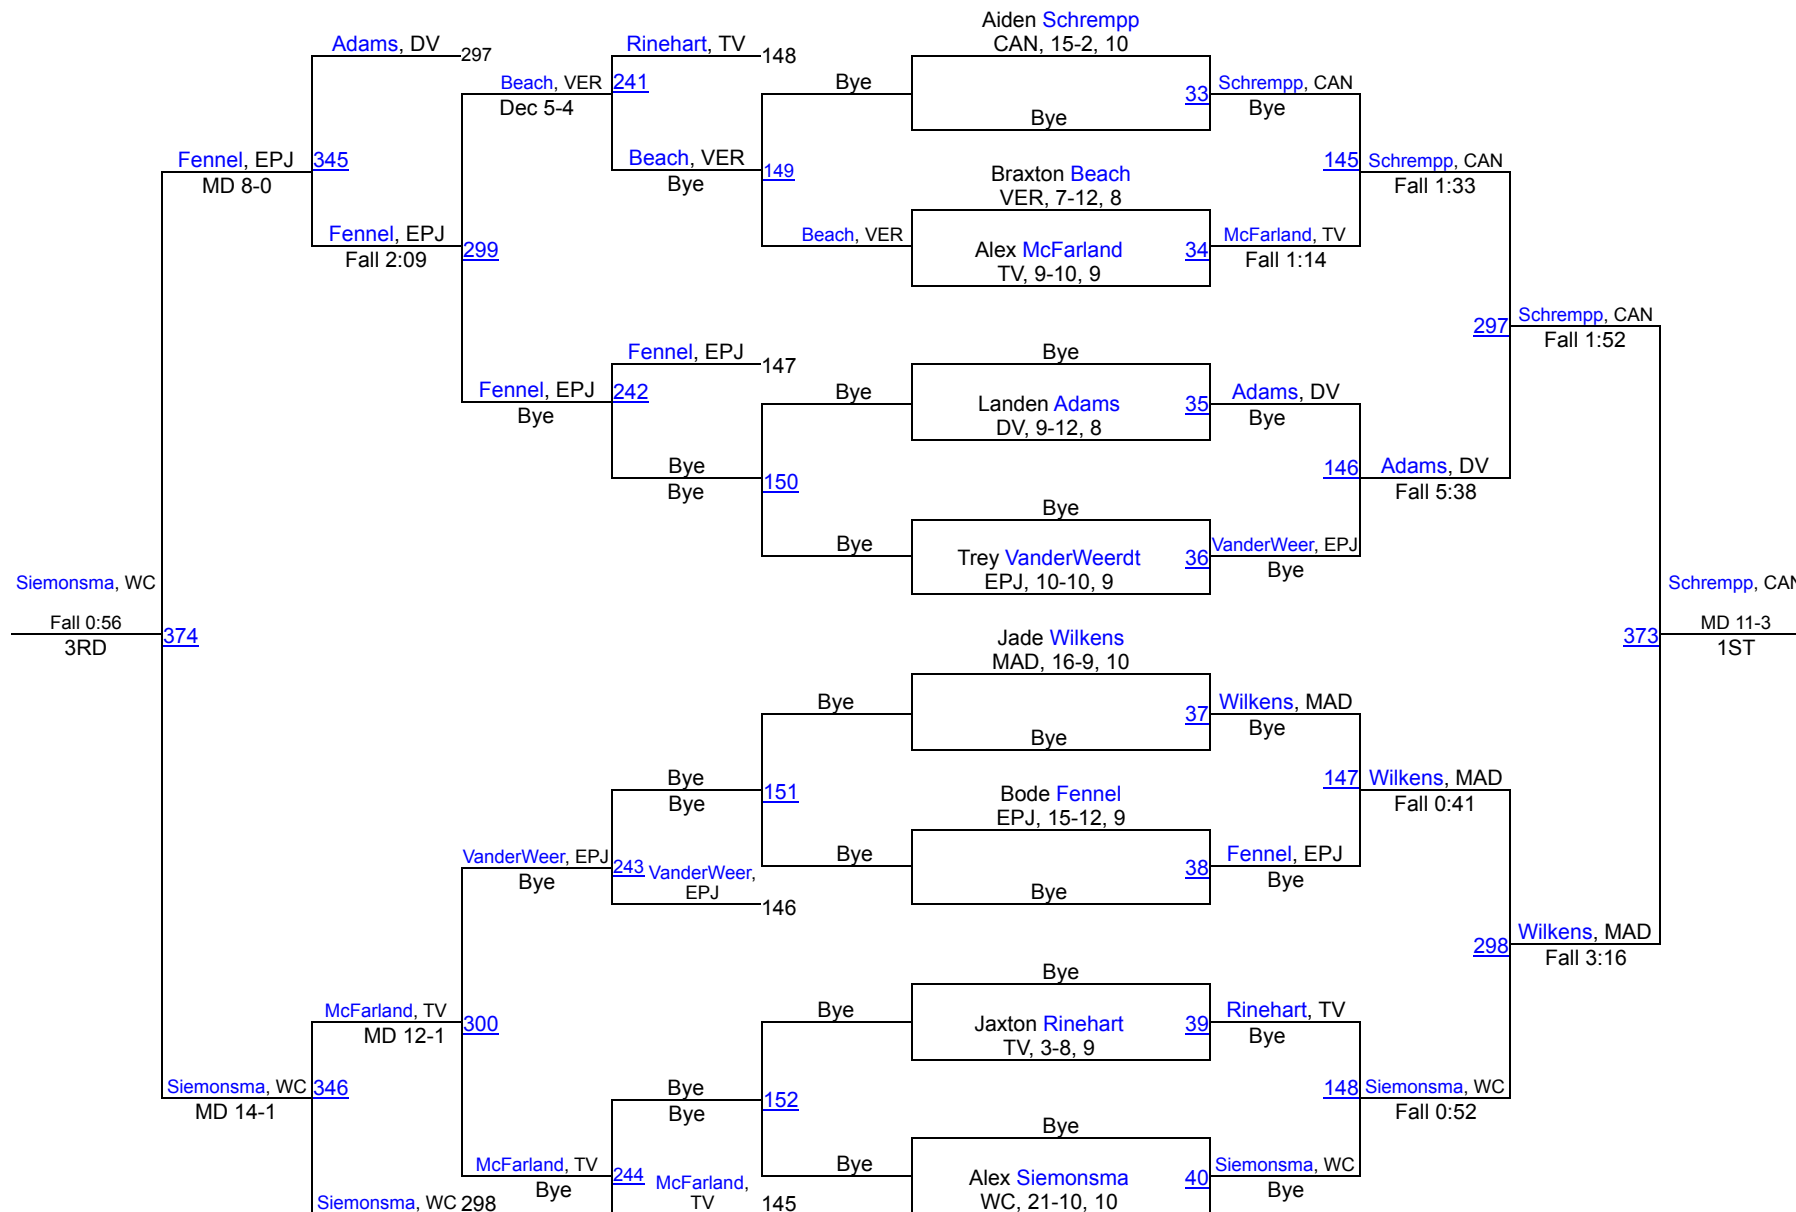 Aiden Schrempp
CAN, 15-2, 10
Adams, DV
297
Rinehart, TV
148
Bye
Beach, VER
241
Dec 5-4
33
Schrempp, CAN
Bye
Bye
Fennel, EPJ
345
MD 8-0
Beach, VER
149
Bye
Braxton Beach
VER, 7-12, 8
145
Schrempp, CAN
Fall 1:33
Fennel, EPJ
299
Fall 2:09
Beach, VER
Alex McFarland
TV, 9-10, 9
34
McFarland, TV
Fall 1:14
297
Schrempp, CAN
Fall 1:52
Fennel, EPJ
147
Bye
Fennel, EPJ
242
Bye
Bye
Landen Adams
DV, 9-12, 8
35
Adams, DV
Bye
Bye
150
Bye
146
Adams, DV
Fall 5:38
Bye
Bye
Trey VanderWeerdt
EPJ, 10-10, 9
36
VanderWeer, EPJ
Bye
Siemonsma, WC
Fall 0:56
3RD
374
Schrempp, CAN
MD 11-3
1ST
373
Jade Wilkens
MAD, 16-9, 10
Bye
37
Wilkens, MAD
Bye
Bye
Bye
151
Bye
Bode Fennel
EPJ, 15-12, 9
147
Wilkens, MAD
Fall 0:41
VanderWeer, EPJ
Bye
243
VanderWeer,
EPJ
146
Bye
38
Fennel, EPJ
Bye
Bye
298
Wilkens, MAD
Fall 3:16
Bye
McFarland, TV
300
MD 12-1
Bye
Jaxton Rinehart
TV, 3-8, 9
39
Rinehart, TV
Bye
Siemonsma, WC
346
MD 14-1
Bye
152
Bye
148
Siemonsma, WC
Fall 0:52
Bye
McFarland, TV
Bye
244
McFarland,
TV
145
Bye
Alex Siemonsma
WC, 21-10, 10
40
Siemonsma, WC
Bye
Siemonsma, WC
298